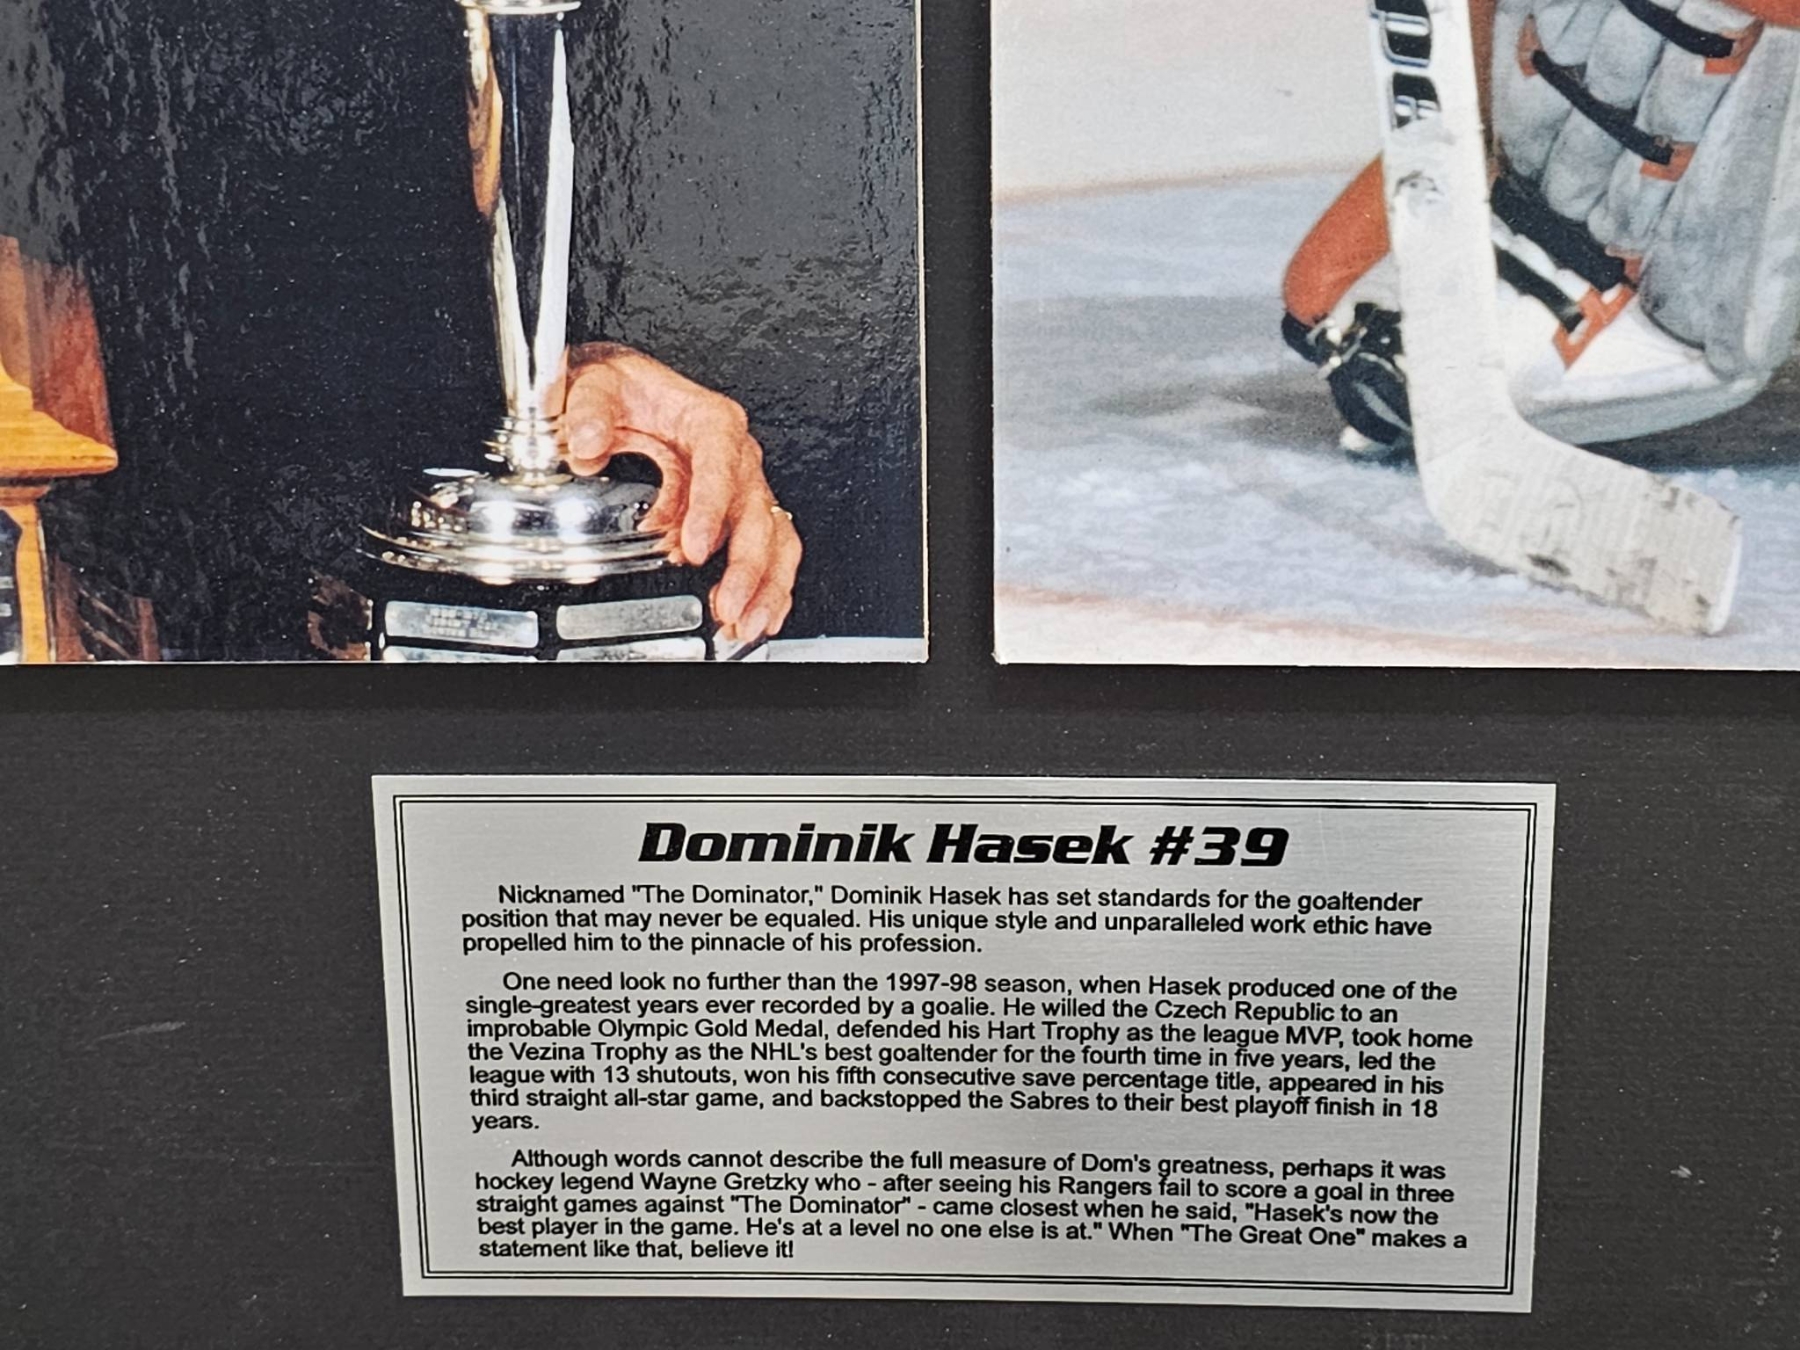 Dominik Hasek #39
Nicknamed "The Dominator," Dominik Hasek has set standards for the goaltender
position that may never be equaled. His unique style and unparalleled work ethic have
propelled him to the pinnacle of his profession.
One need look no further than the 1997-98 season, when Hasek produced one of the
single-greatest years ever recorded by a goalie. He willed the Czech Republic to an
improbable Olympic Gold Medal, defended his Hart Trophy as the league MVP, took home
the Vezina Trophy as the NHL's best goaltender for the fourth time in five years, led the
league with 13 shutouts, won his fifth consecutive save percentage title, appeared in his
third straight all-star game, and backstopped the Sabres to their best playoff finish in 18
years.
Although words cannot describe the full measure of Dom's greatness, perhaps it was
hockey legend Wayne Gretzky who - after seeing his Rangers fail to score a goal in three
straight games against "The Dominator" - came closest when he said, "Hasek's now the
best player in the game. He's at a level no one else is at." When "The Great One" makes a
statement like that, believe it!